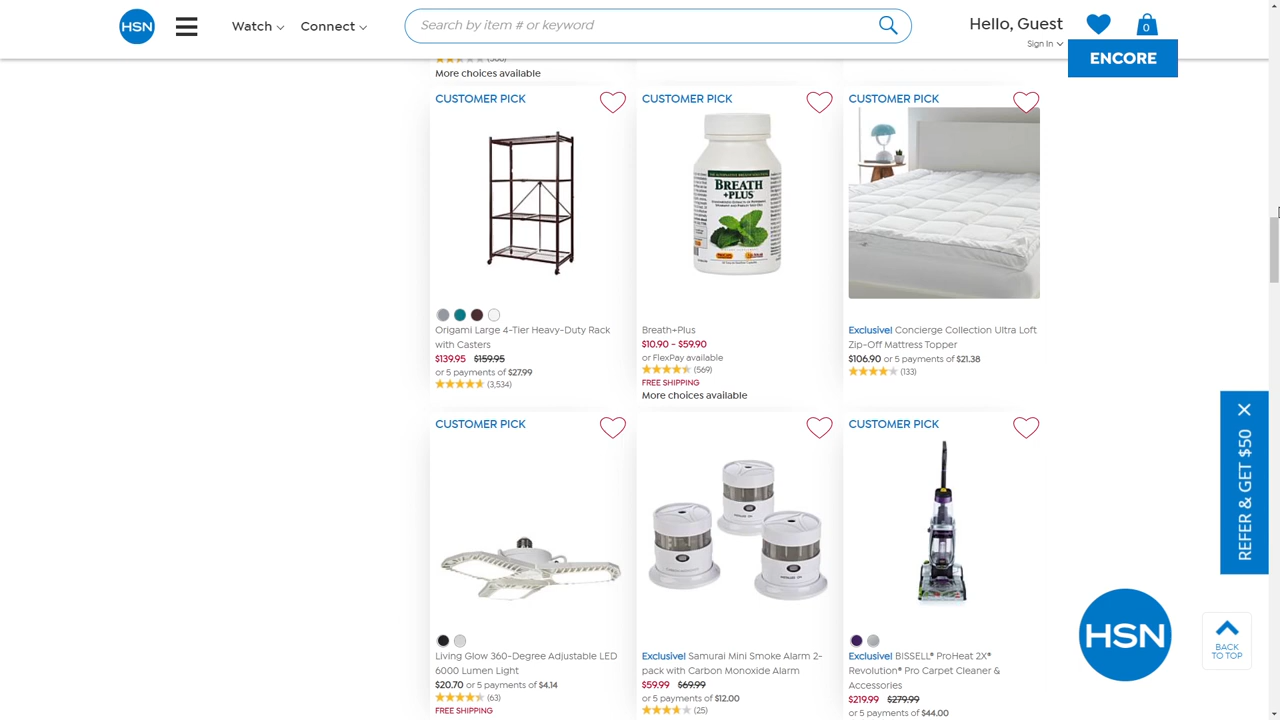 HSN
Watch
Connect
Search by item # or keyword
Hello, Guest
Sign In
0
ENCORE
More choices available
CUSTOMER PICK
CUSTOMER PICK
CUSTOMER PICK
BREATH
+PLUS
Origami Large 4-Tier Heavy-Duty Rack
with Casters
$139.95 $159.95
or 5 payments of $27.99
(3,534)
Breath+Plus
$10.90 - $59.90
or FlexPay available
(569)
FREE SHIPPING
More choices available
Exclusive! Concierge Collection Ultra Loft
Zip-Off Mattress Topper
$106.90 or 5 payments of $21.38
(133)
CUSTOMER PICK
CUSTOMER PICK
Living Glow 360-Degree Adjustable LED
6000 Lumen Light
$20.70 or 5 payments of $4.14
(63)
FREE SHIPPING
Exclusive! Samurai Mini Smoke Alarm 2-
pack with Carbon Monoxide Alarm
$59.99 $69.99
or 5 payments of $12.00
(25)
Exclusive! BISSELL® ProHeat 2X®
Revolution® Pro Carpet Cleaner &
Accessories
$219.99 $279.99
or 5 payments of $44.00
REFER & GET $50
HSN
BACK
TO TOP